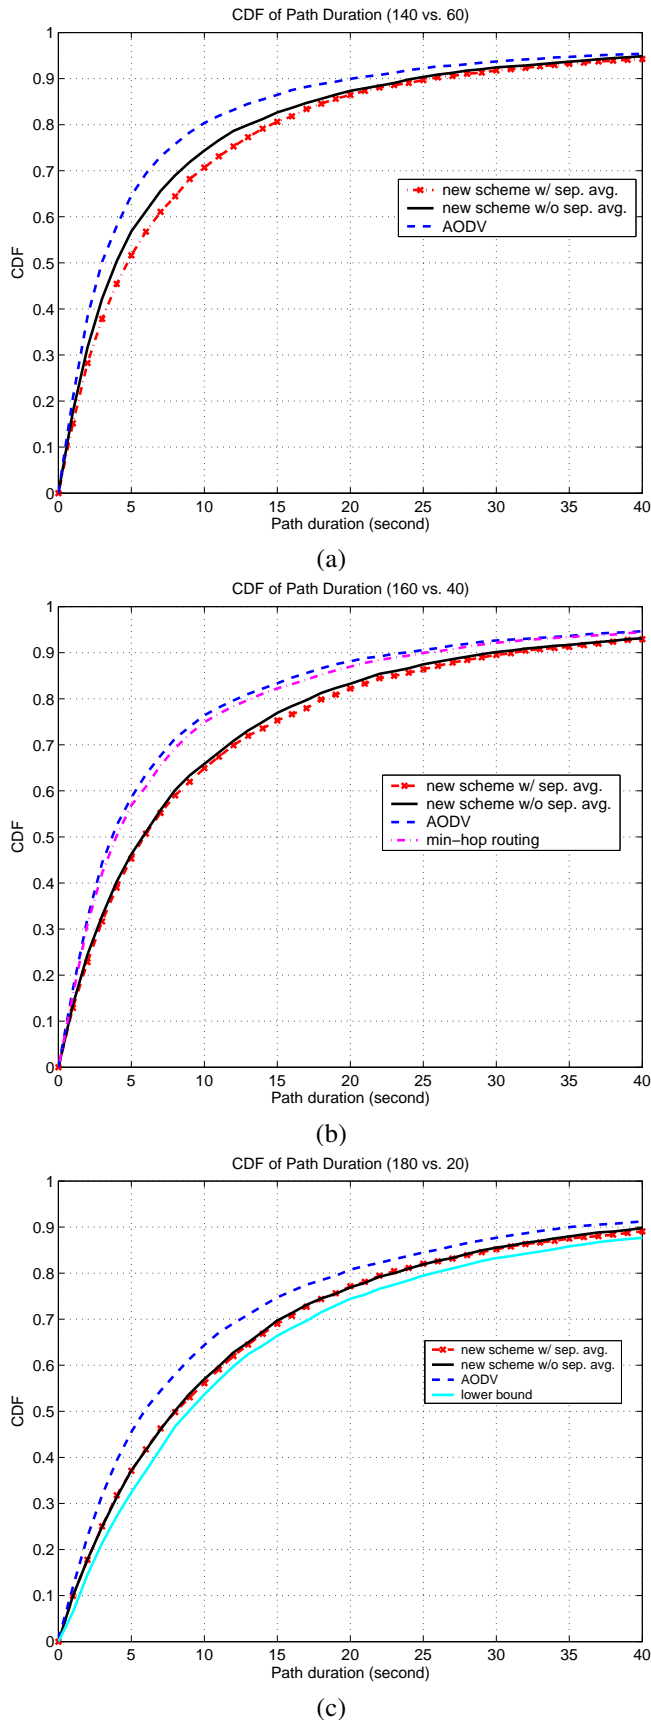 CDF of Path Duration (140 vs. 60)
1
0.9
0.8
0.7
0.6
0.5
0.4
0.3
0.2
0.1
0
CDF
new scheme w/ sep. avg.
new scheme w/o sep. avg.
AODV
0 5 10 15 20 25 30 35 40
Path duration (second)
(a)
CDF of Path Duration (160 vs. 40)
1
0.9
0.8
0.7
0.6
0.5
0.4
0.3
0.2
0.1
0
CDF
new scheme w/ sep. avg.
new scheme w/o sep. avg.
AODV
min−hop routing
0 5 10 15 20 25 30 35 40
Path duration (second)
(b)
CDF of Path Duration (180 vs. 20)
1
0.9
0.8
0.7
0.6
0.5
0.4
0.3
0.2
0.1
0
CDF
new scheme w/ sep. avg.
new scheme w/o sep. avg.
AODV
lower bound
0 5 10 15 20 25 30 35 40
Path duration (second)
(c)